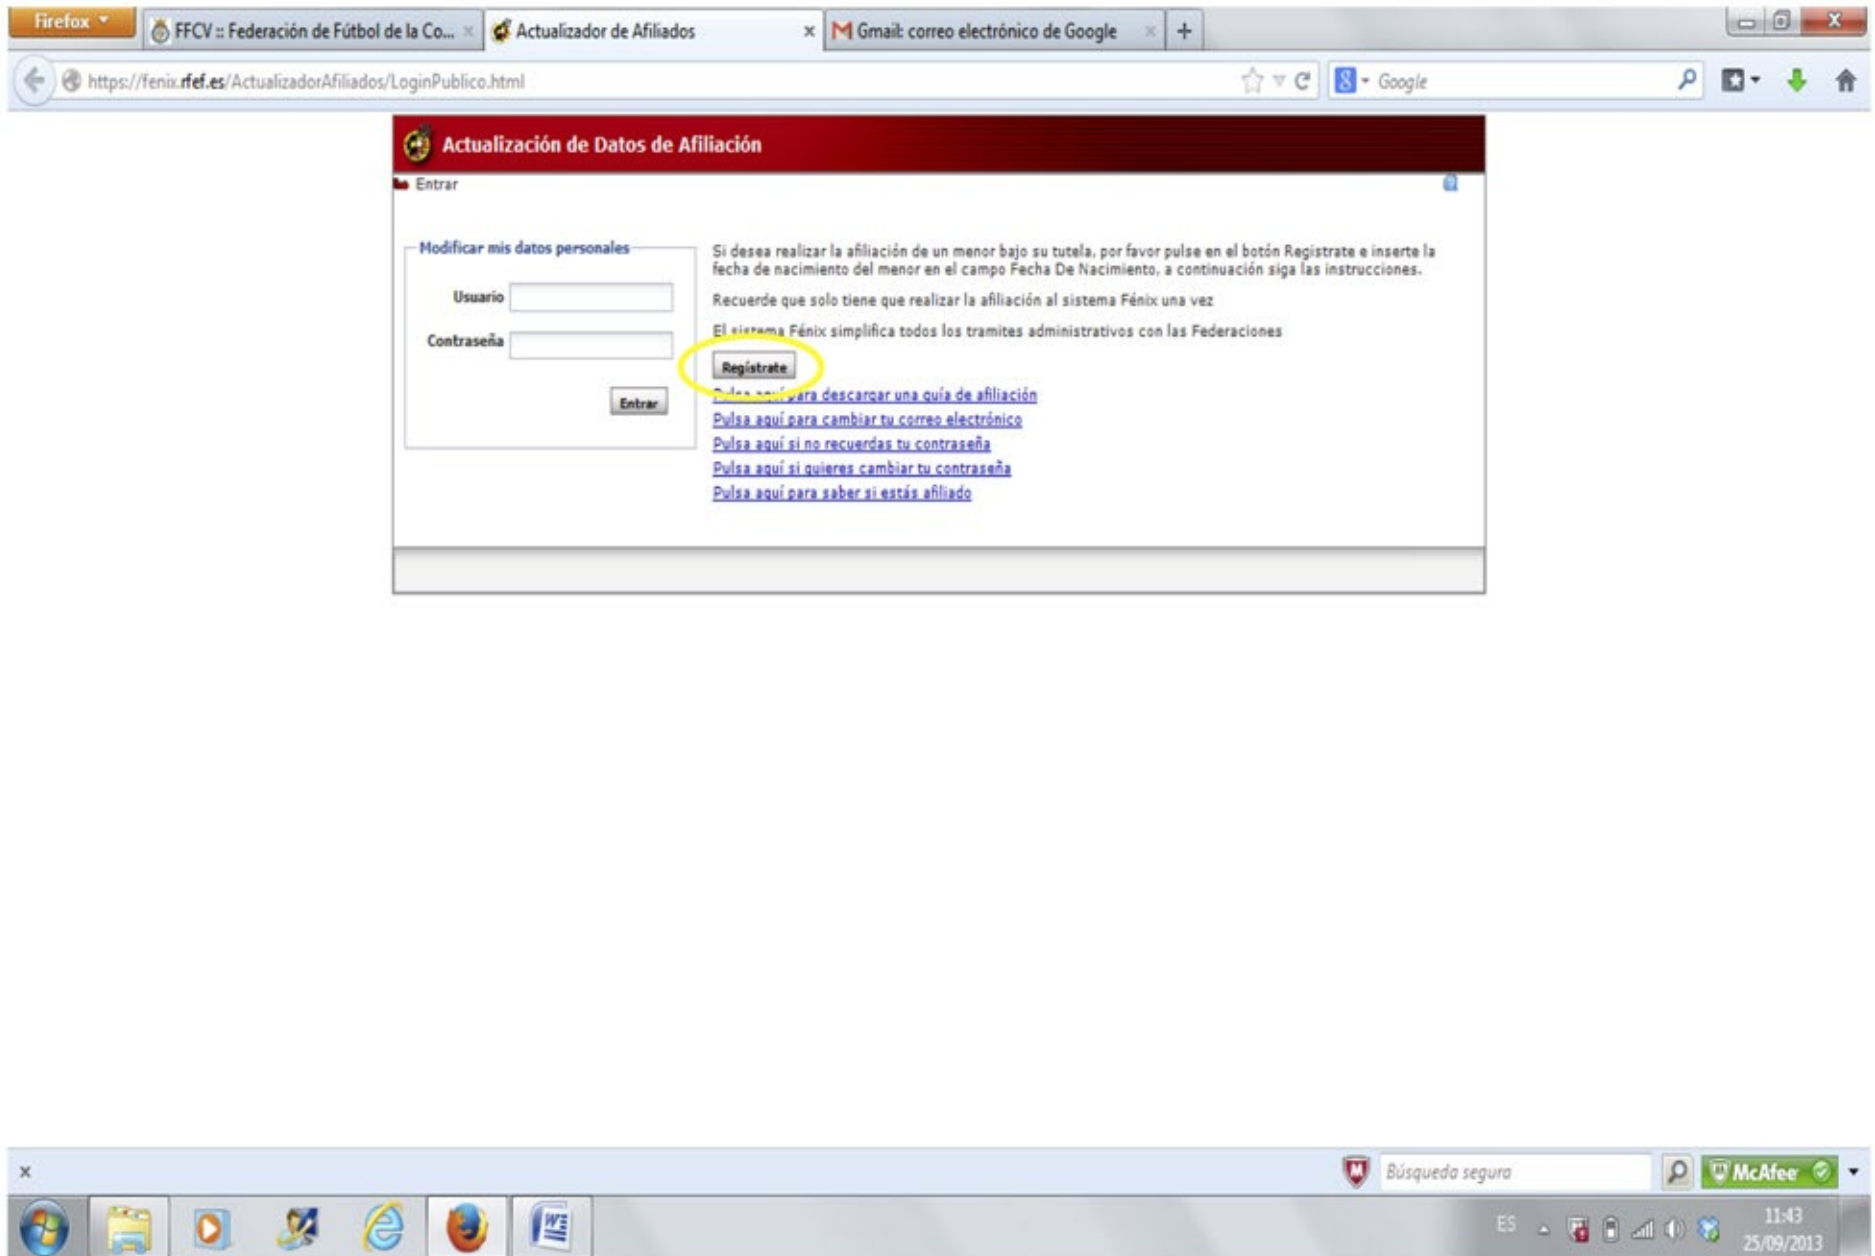 Firefox
FFCV :: Federación de Fútbol de la Co...
Actualizador de Afiliados
Gmail: correo electrónico de Google
https://fenix.rfef.es/ActualizadorAfiliados/LoginPublico.html
Google
Actualización de Datos de Afiliación
Entrar
Modificar mis datos personales
Usuario
Contraseña
Entrar
Si desea realizar la afiliación de un menor bajo su tutela, por favor pulse en el botón Registrate e inserte la
fecha de nacimiento del menor en el campo Fecha De Nacimiento, a continuación siga las instrucciones.
Recuerde que solo tiene que realizar la afiliación al sistema Fénix una vez
El sistema Fénix simplifica todos los tramites administrativos con las Federaciones
Regístrate
Pulsa aquí para descargar una guía de afiliación
Pulsa aquí para cambiar tu correo electrónico
Pulsa aquí si no recuerdas tu contraseña
Pulsa aquí si quieres cambiar tu contraseña
Pulsa aquí para saber si estás afiliado
Búsqueda segura
McAfee
ES
11:43
25/09/2013